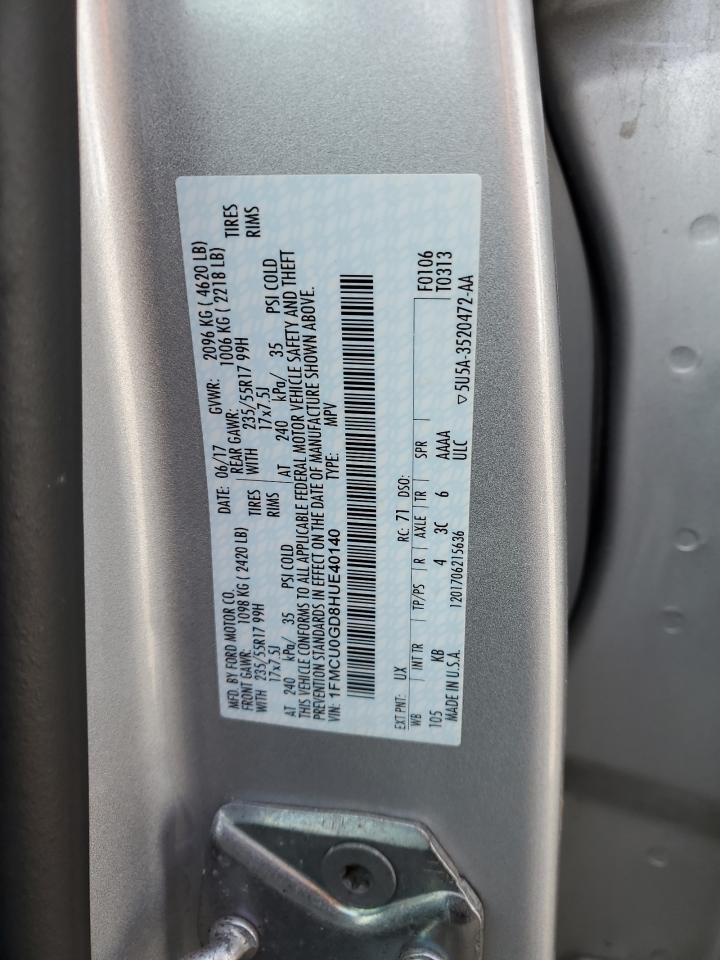 MFD. BY FORD MOTOR CO.
DATE: 06/17 GVWR: 2096 KG ( 4620 LB)
FRONT GAWR: 1098 KG ( 2420 LB) REAR GAWR: 1006 KG ( 2218 LB)
WITH 235/55R17 99H TIRES WITH 235/55R17 99H TIRES
17x7.5J RIMS 17x7.5J RIMS
AT 240 kPa/ 35 PSI COLD AT 240 kPa/ 35 PSI COLD
THIS VEHICLE CONFORMS TO ALL APPLICABLE FEDERAL MOTOR VEHICLE SAFETY AND THEFT
PREVENTION STANDARDS IN EFFECT ON THE DATE OF MANUFACTURE SHOWN ABOVE.
VIN: 1FMCU0GD8HUE40140 TYPE: MPV
F0106
T0313
EXT PNT: UX RC: 71 DSO:
WB INT TR TP/PS R AXLE TR SPR
105 KB 4 3C 6 AAAA
ULC
▽5U5A-3520472-AA
MADE IN U.S.A. 1201706215636